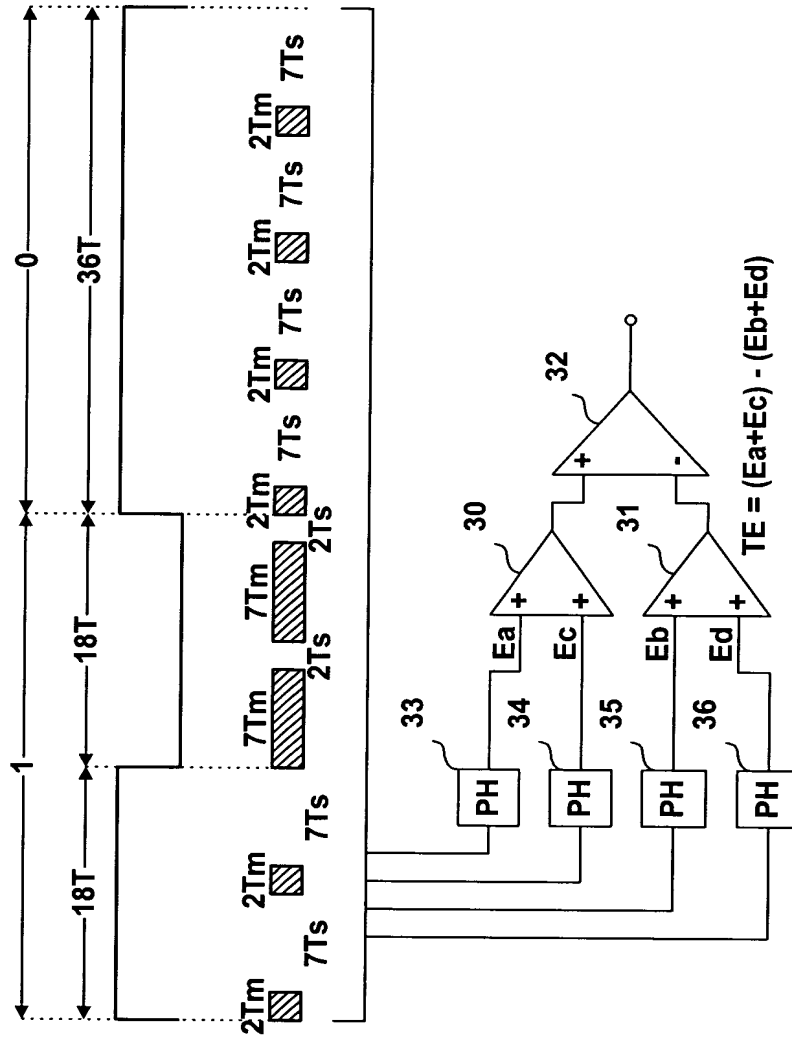 1
0
18T
18T
36T
2Tm
7Ts
2Tm
7Ts
7Tm
2Ts
7Tm
2Ts
2Tm
7Ts
2Tm
7Ts
2Tm
7Ts
2Tm
7Ts
33
PH
34
PH
35
PH
36
PH
Ea
Ec
Eb
Ed
30
+
+
31
+
+
32
+
-
TE = (Ea+Ec) - (Eb+Ed)